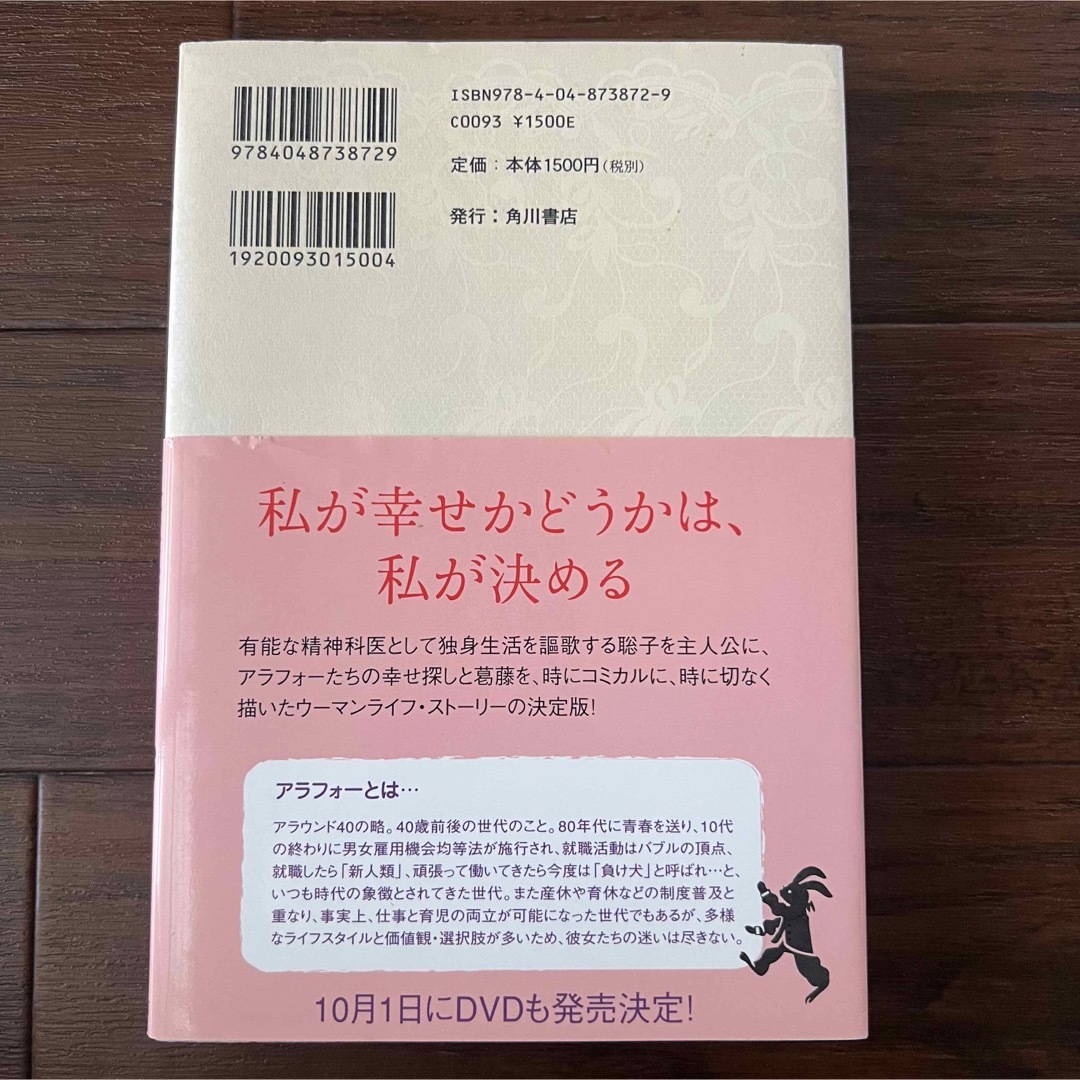 9784048738729
1920093015004
ISBN978-4-04-873872-9
C0093 ¥1500E
定価：本体1500円(税別)
発行：角川書店
私が幸せかどうかは、
私が決める
有能な精神科医として独身生活を謳歌する聡子を主人公に、
アラフォーたちの幸せ探しと葛藤を、時にコミカルに、時に切なく
描いたウーマンライフ・ストーリーの決定版!
アラフォーとは…
アラウンド40の略。40歳前後の世代のこと。80年代に青春を送り、10代
の終わりに男女雇用機会均等法が施行され、就職活動はバブルの頂点、
就職したら「新人類」、頑張って働いてきたら今度は「負け犬」と呼ばれ…と、
いつも時代の象徴とされてきた世代。また産休や育休などの制度普及と
重なり、事実上、仕事と育児の両立が可能になった世代でもあるが、多様
なライフスタイルと価値観・選択肢が多いため、彼女たちの迷いは尽きない。
10月1日にDVDも発売決定!